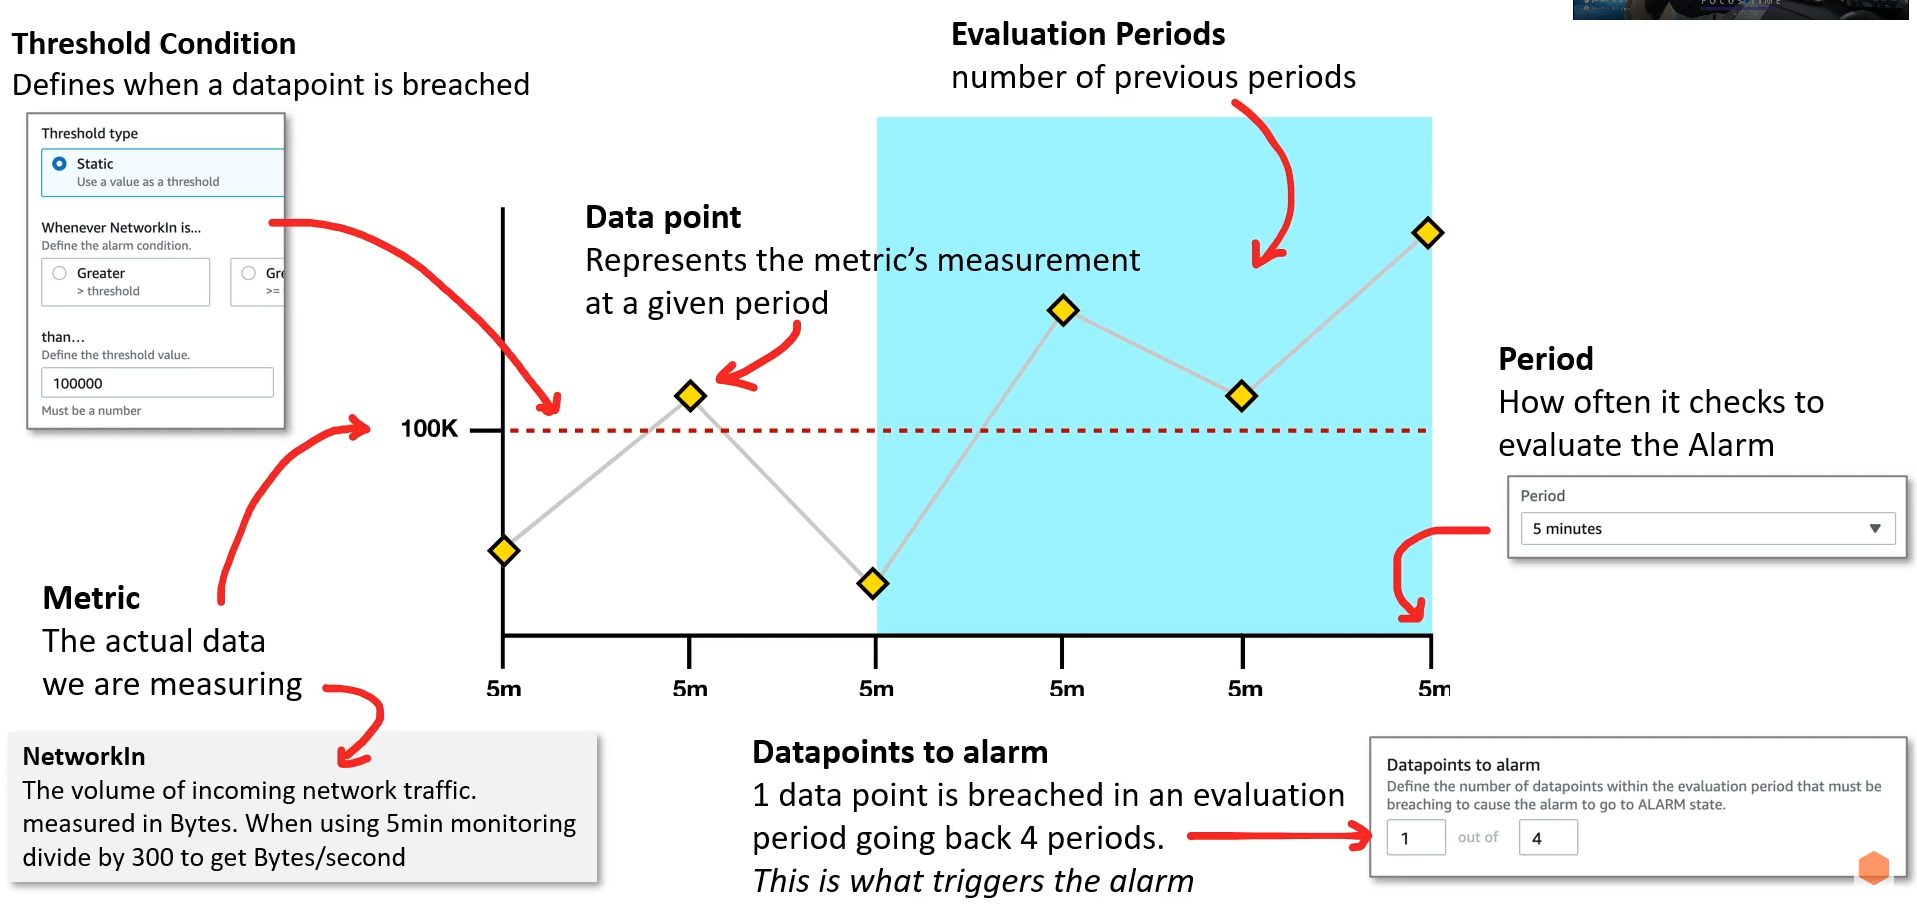 FOCUS TIME
Threshold Condition
Defines when a datapoint is breached
Threshold type
Static
Use a value as a threshold
Whenever NetworkIn is...
Define the alarm condition.
Greater
> threshold
Gre
>=
than...
Define the threshold value.
100000
Must be a number
Evaluation Periods
number of previous periods
Data point
Represents the metric’s measurement
at a given period
Period
How often it checks to
evaluate the Alarm
Period
5 minutes
100K
Metric
The actual data
we are measuring
5m
5m
5m
5m
5m
5m
NetworkIn
The volume of incoming network traffic.
measured in Bytes. When using 5min monitoring
divide by 300 to get Bytes/second
Datapoints to alarm
1 data point is breached in an evaluation
period going back 4 periods.
This is what triggers the alarm
Datapoints to alarm
Define the number of datapoints within the evaluation period that must be
breaching to cause the alarm to go to ALARM state.
1 out of 4